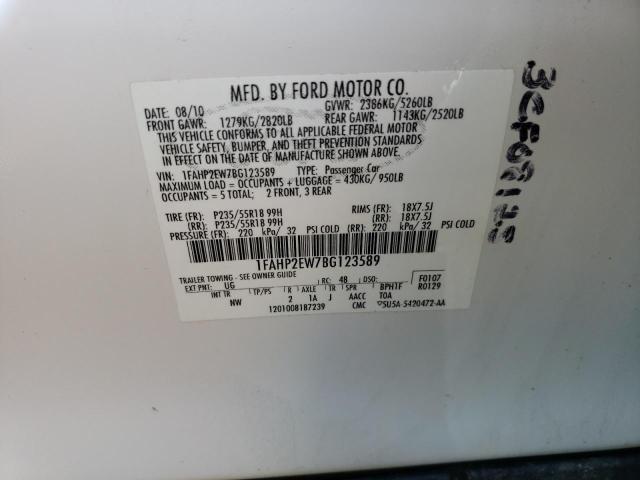 MFD. BY FORD MOTOR CO.
DATE: 08/10 GVWR: 2386KG/5260LB
FRONT GAWR: 1279KG/2820LB REAR GAWR: 1143KG/2520LB
THIS VEHICLE CONFORMS TO ALL APPLICABLE FEDERAL MOTOR
VEHICLE SAFETY, BUMPER, AND THEFT PREVENTION STANDARDS
IN EFFECT ON THE DATE OF MANUFACTURE SHOWN ABOVE.
VIN: 1FAHP2EW7BG123589 TYPE: Passenger Car
MAXIMUM LOAD = OCCUPANTS + LUGGAGE = 430KG/ 950LB
OCCUPANTS = 5 TOTAL; 2 FRONT, 3 REAR
TIRE (FR): P235/55R18 99H RIMS (FR): 18X7.5J
(RR): P235/55R18 99H (RR): 18X7.5J
PRESSURE (FR): 220 kPa/ 32 PSI COLD (RR): 220 kPa/ 32 PSI COLD
1FAHP2EW7BG123589
TRAILER TOWING - SEE OWNER GUIDE
EXT PNT: UG RC: 48 DSO: F0107
INT TR TP/PS R AXLE TR SPR BPH1F R0129
NW 2 1A J AACC TOA
1201008187239 CMC SU5A-5420472-AA